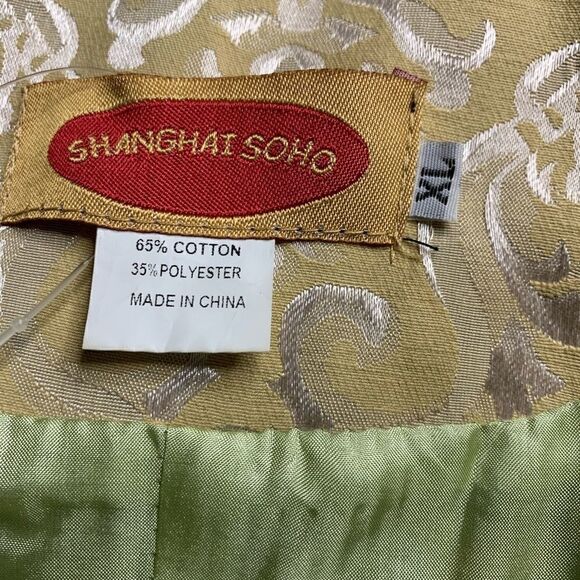 SHANGHAI SOHO
XL
65% COTTON
35% POLYESTER
MADE IN CHINA